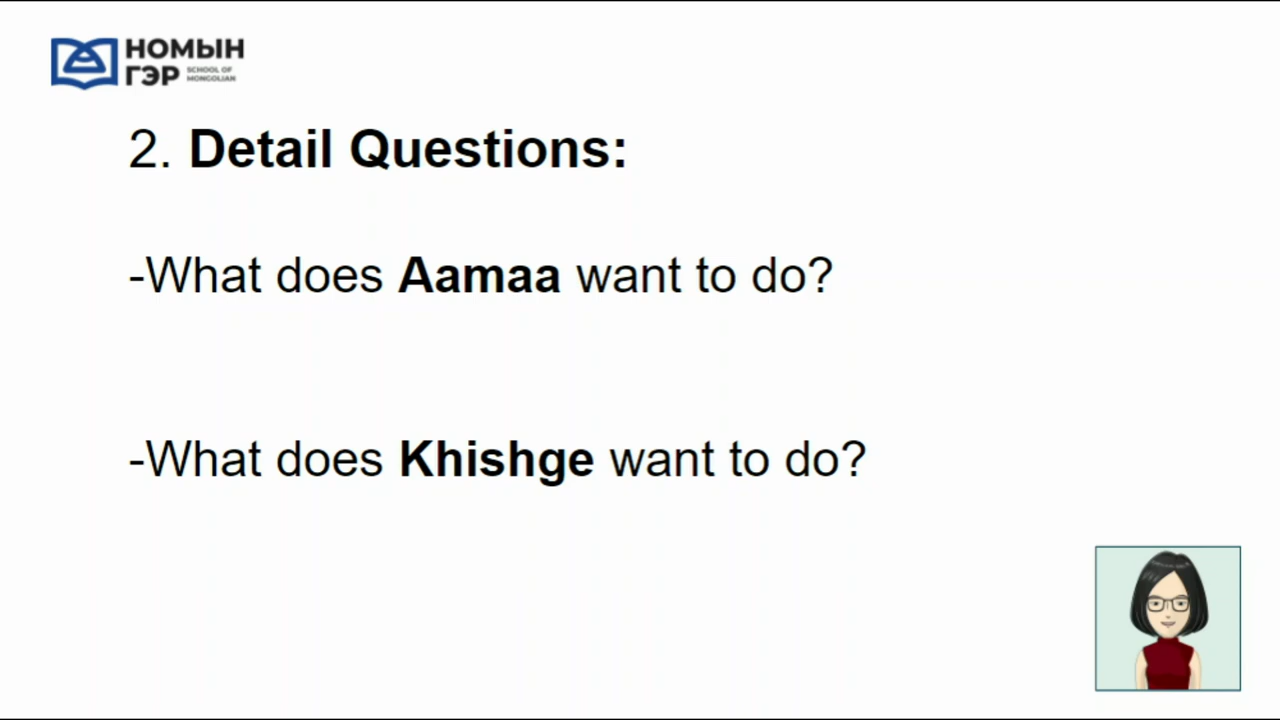 НОМЫН
ГЭР SCHOOL OF
MONGOLIAN
2. Detail Questions:
-What does Aamaa want to do?
-What does Khishge want to do?